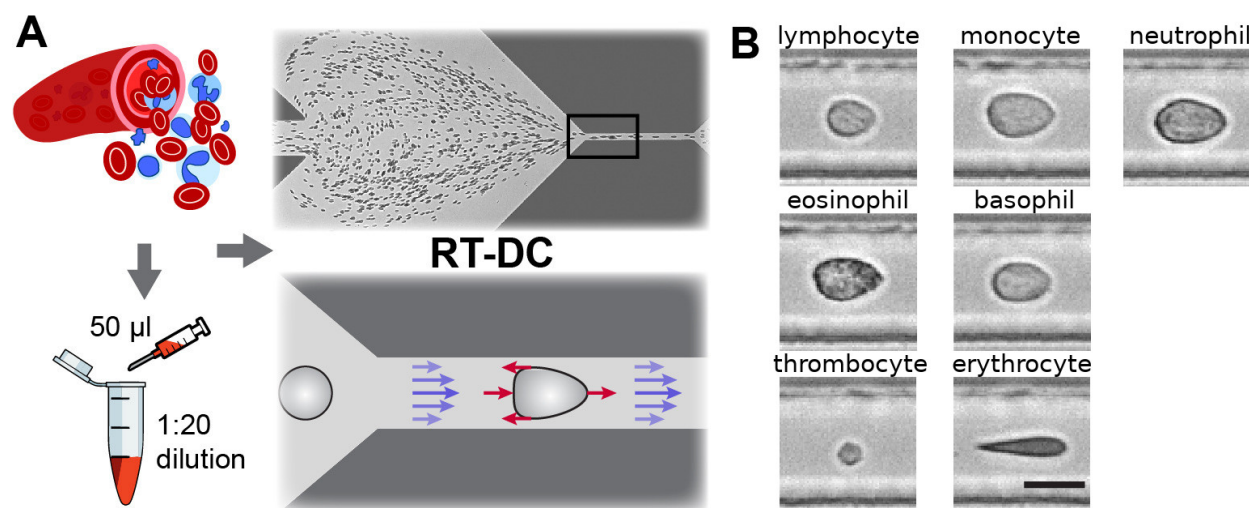 A
50 µl
1:20
dilution
RT-DC
B
lymphocyte
monocyte
neutrophil
eosinophil
basophil
thrombocyte
erythrocyte